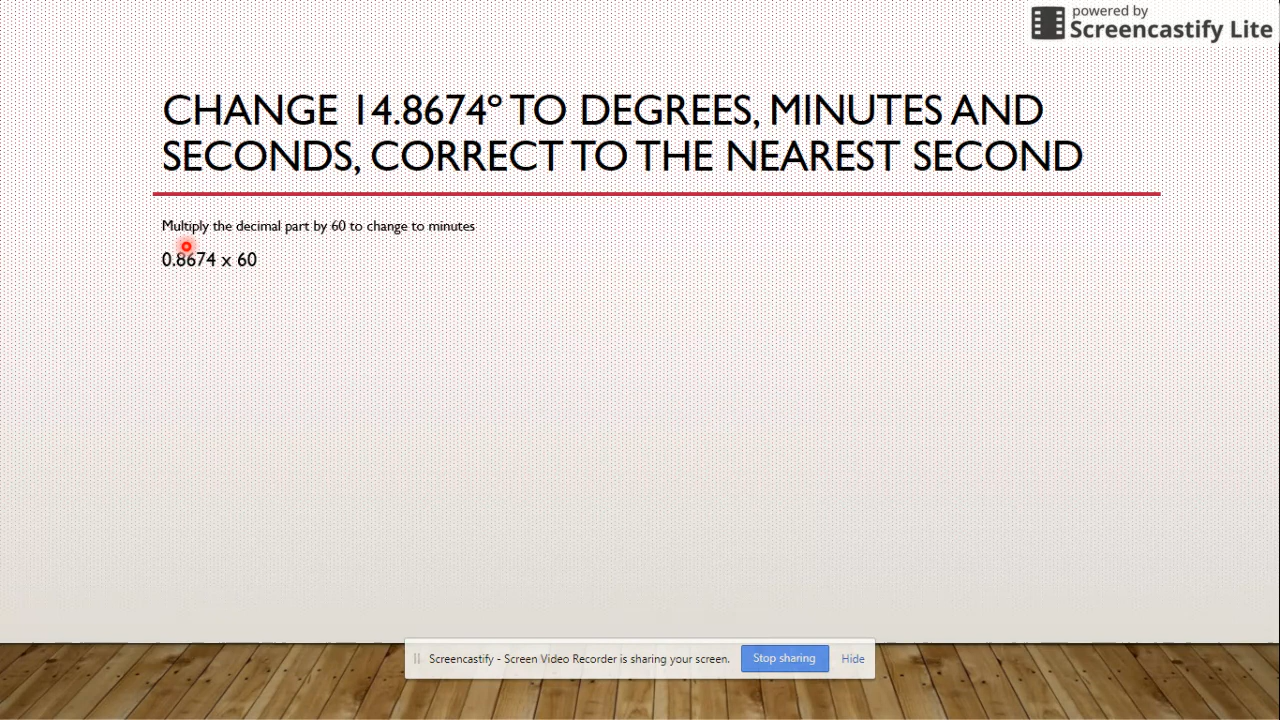 powered by
Screencastify Lite
CHANGE 14.8674º TO DEGREES, MINUTES AND
SECONDS, CORRECT TO THE NEAREST SECOND
Multiply the decimal part by 60 to change to minutes
0.8674 x 60
Screencastify - Screen Video Recorder is sharing your screen. Stop sharing Hide